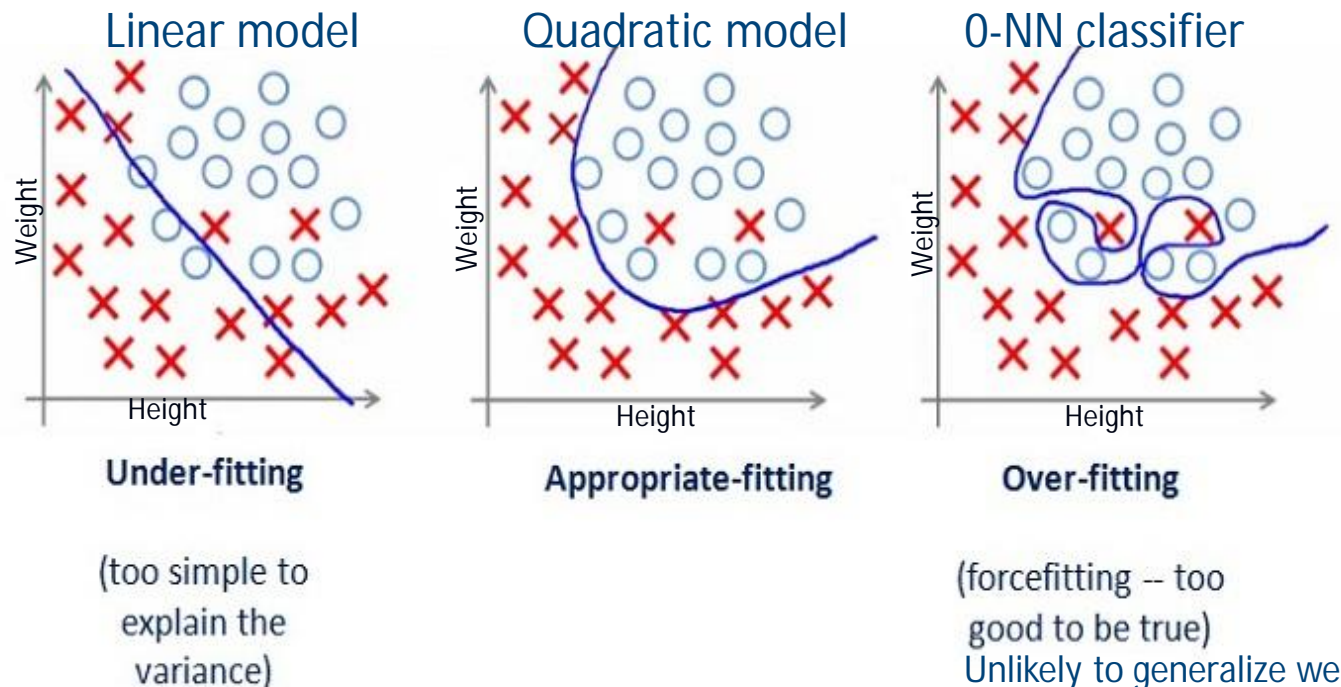 Linear model
Quadratic model
0-NN classifier
Weight
Height
Weight
Height
Weight
Height
Under-fitting
Appropriate-fitting
Over-fitting
(too simple to
explain the
variance)
(forcefitting -- too
good to be true)
Unlikely to generalize we